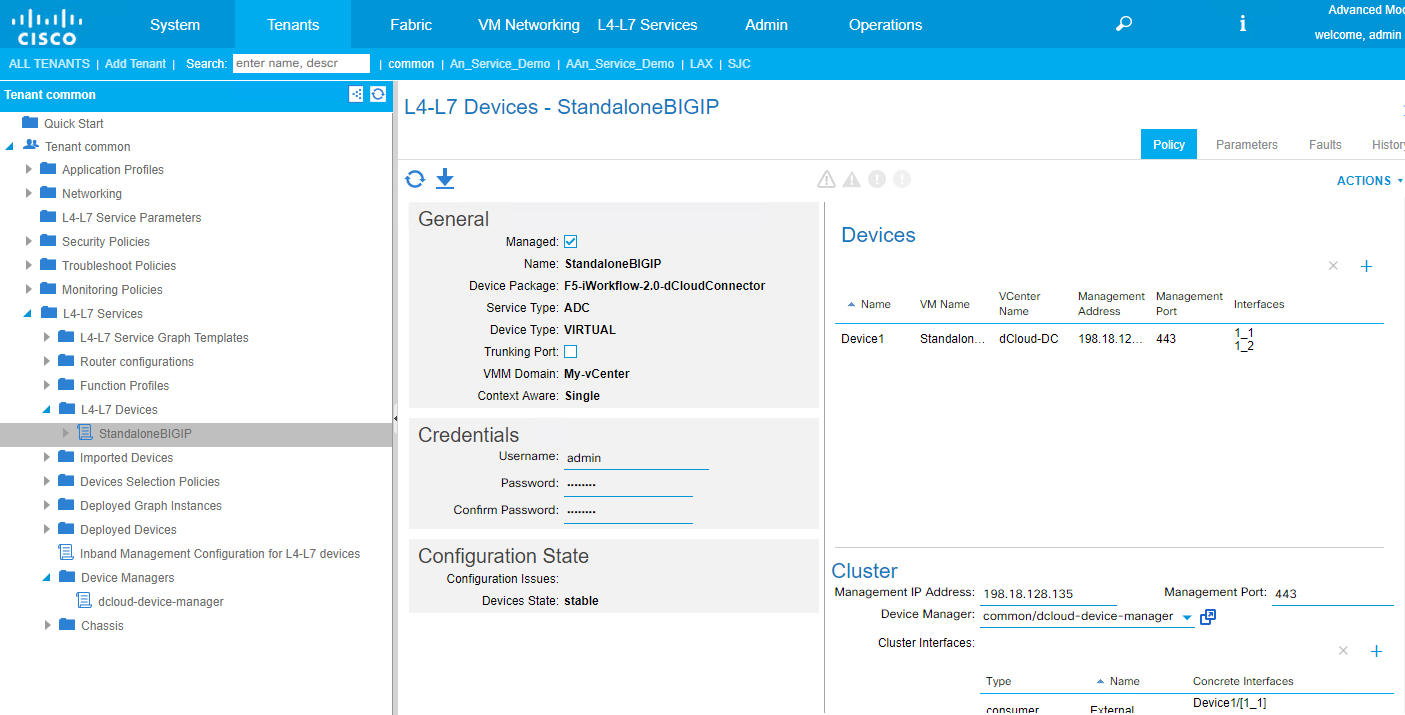 CISCO
System Tenants Fabric VM Networking L4-L7 Services Admin Operations
Advanced Mod
welcome, admin
ALL TENANTS | Add Tenant | Search: enter name, descr | common | An_Service_Demo | AAn_Service_Demo | LAX | SJC
Tenant common
Quick Start
Tenant common
Application Profiles
Networking
L4-L7 Service Parameters
Security Policies
Troubleshoot Policies
Monitoring Policies
L4-L7 Services
L4-L7 Service Graph Templates
Router configurations
Function Profiles
L4-L7 Devices
StandaloneBIGIP
Imported Devices
Devices Selection Policies
Deployed Graph Instances
Deployed Devices
Inband Management Configuration for L4-L7 devices
Device Managers
dcloud-device-manager
Chassis
L4-L7 Devices - StandaloneBIGIP
Policy Parameters Faults History
ACTIONS
General
Managed:
Name: StandaloneBIGIP
Device Package: F5-iWorkflow-2.0-dCloudConnector
Service Type: ADC
Device Type: VIRTUAL
Trunking Port:
VMM Domain: My-vCenter
Context Aware: Single
Credentials
Username: admin
Password: ........
Confirm Password: ........
Configuration State
Configuration Issues:
Devices State: stable
Devices
Name VM Name VCenter Name Management Address Management Port Interfaces
Device1 Standalon... dCloud-DC 198.18.12... 443 1_1
1_2
Cluster
Management IP Address: 198.18.128.135 Management Port: 443
Device Manager: common/dcloud-device-manager
Cluster Interfaces:
Type Name Concrete Interfaces
consumer External Device1/[1_1]